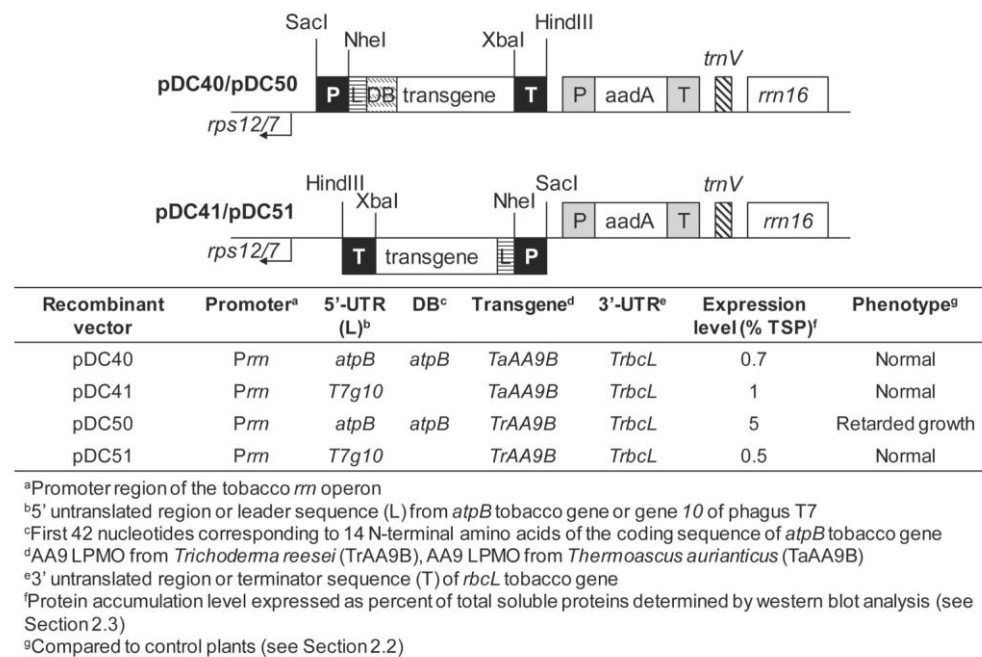 SacI HindIII
NheI XbaI trnV
pDC40/pDC50 P L DB transgene T P aadA T rrn16
rps12/7
HindIII SacI
XbaI NheI trnV
pDC41/pDC51 P aadA T rrn16
rps12/7 T transgene L P
Recombinant vector Promoterᵃ 5'-UTR (L)ᵇ DBᶜ Transgeneᵈ 3'-UTRᵉ Expression level (% TSP)ᶠ Phenotypeᵍ
pDC40 Prrn atpB atpB TaAA9B TrbcL 0.7 Normal
pDC41 Prrn T7g10 TaAA9B TrbcL 1 Normal
pDC50 Prrn atpB atpB TrAA9B TrbcL 5 Retarded growth
pDC51 Prrn T7g10 TrAA9B TrbcL 0.5 Normal
ᵃPromoter region of the tobacco rrn operon
ᵇ5' untranslated region or leader sequence (L) from atpB tobacco gene or gene 10 of phagus T7
ᶜFirst 42 nucleotides corresponding to 14 N-terminal amino acids of the coding sequence of atpB tobacco gene
ᵈAA9 LPMO from Trichoderma reesei (TrAA9B), AA9 LPMO from Thermoascus aurianticus (TaAA9B)
ᵉ3' untranslated region or terminator sequence (T) of rbcL tobacco gene
ᶠProtein accumulation level expressed as percent of total soluble proteins determined by western blot analysis (see
Section 2.3)
ᵍCompared to control plants (see Section 2.2)